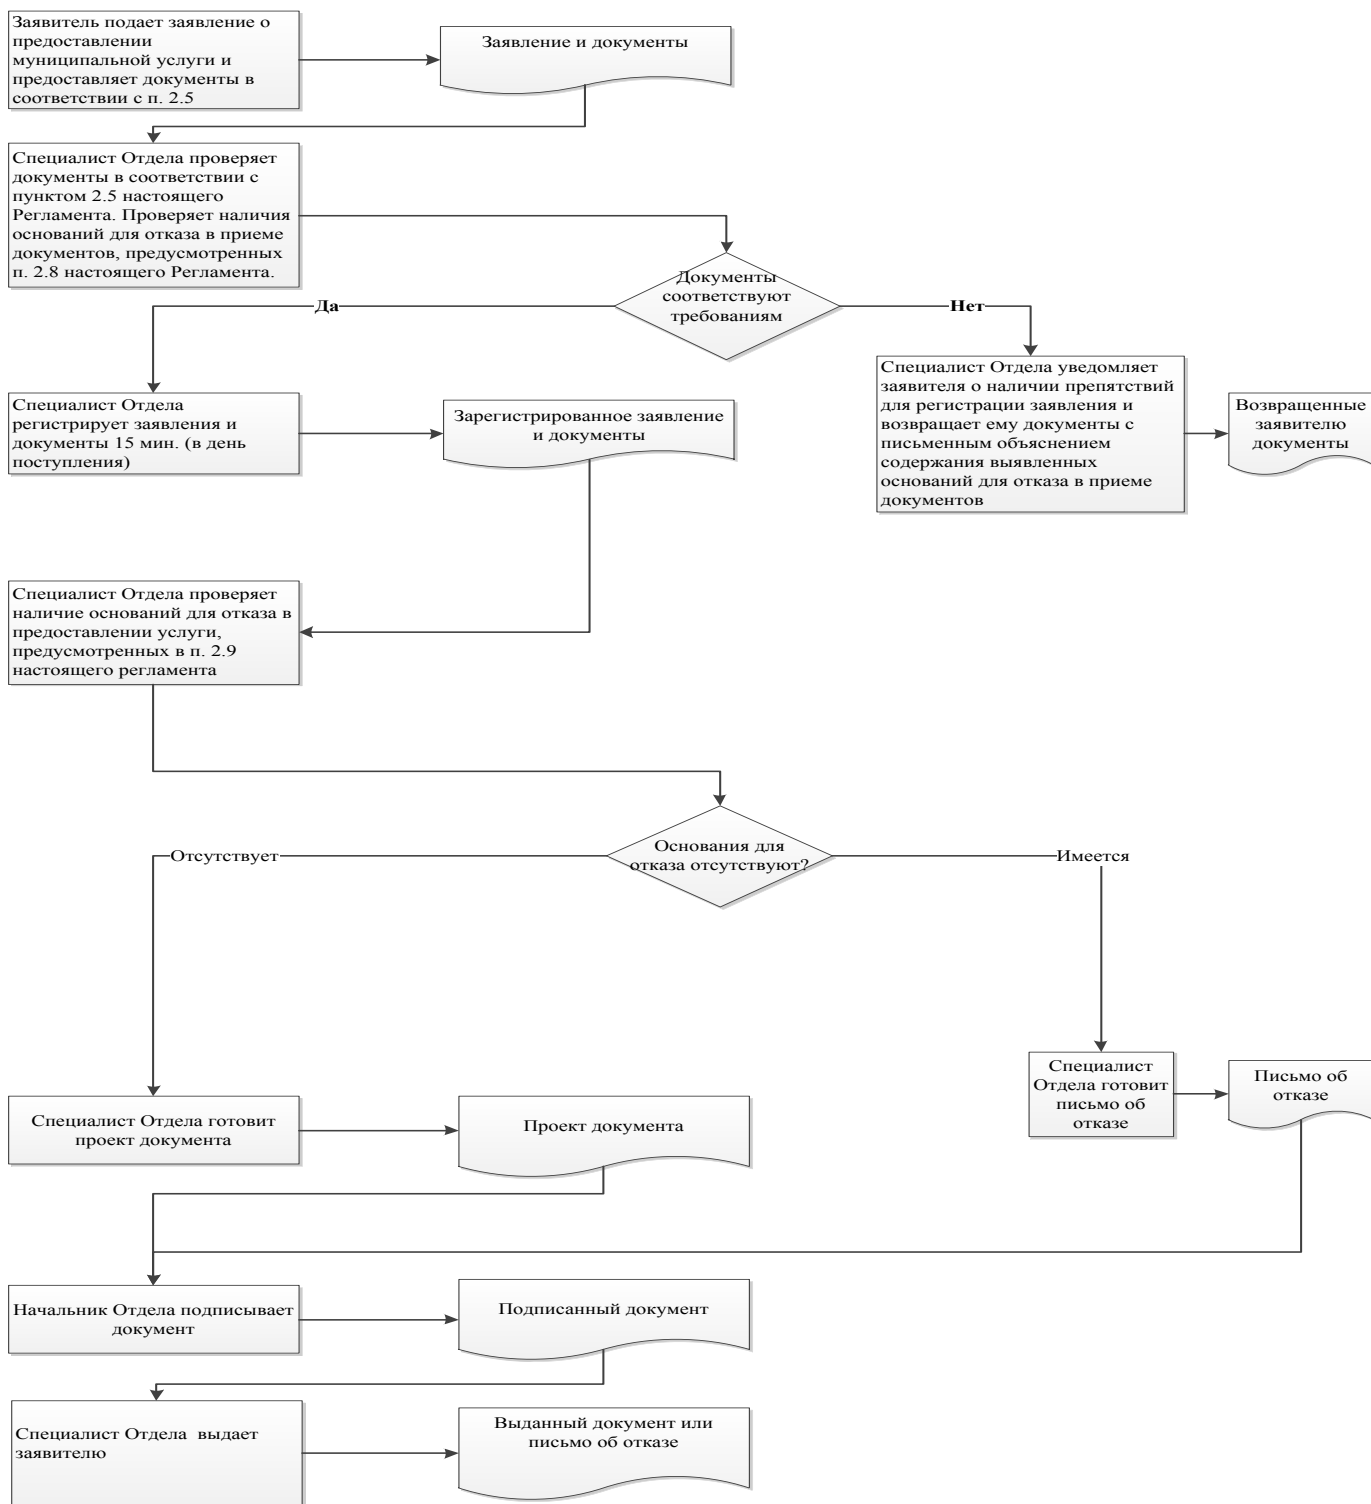 Заявитель подает заявление о
предоставлении
муниципальной услуги и
предоставляет документы в
соответствии с п. 2.5
Заявление и документы
Специалист Отдела проверяет
документы в соответствии с
пунктом 2.5 настоящего
Регламента. Проверяет наличия
оснований для отказа в приеме
документов, предусмотренных
п. 2.8 настоящего Регламента.
Документы
соответствуют
требованиям
Да
Нет
Специалист Отдела
регистрирует заявления и
документы 15 мин. (в день
поступления)
Зарегистрированное заявление
и документы
Специалист Отдела уведомляет
заявителя о наличии препятствий
для регистрации заявления и
возвращает ему документы с
письменным объяснением
содержания выявленных
оснований для отказа в приеме
документов
Возвращенные
заявителю
документы
Специалист Отдела проверяет
наличие оснований для отказа в
предоставлении услуги,
предусмотренных в п. 2.9
настоящего регламента
Основания для
отказа отсутствуют?
Отсутствует
Имеется
Специалист
Отдела готовит
письмо об
отказе
Письмо об
отказе
Специалист Отдела готовит
проект документа
Проект документа
Начальник Отдела подписывает
документ
Подписанный документ
Специалист Отдела  выдает
заявителю
Выданный документ или
письмо об отказе